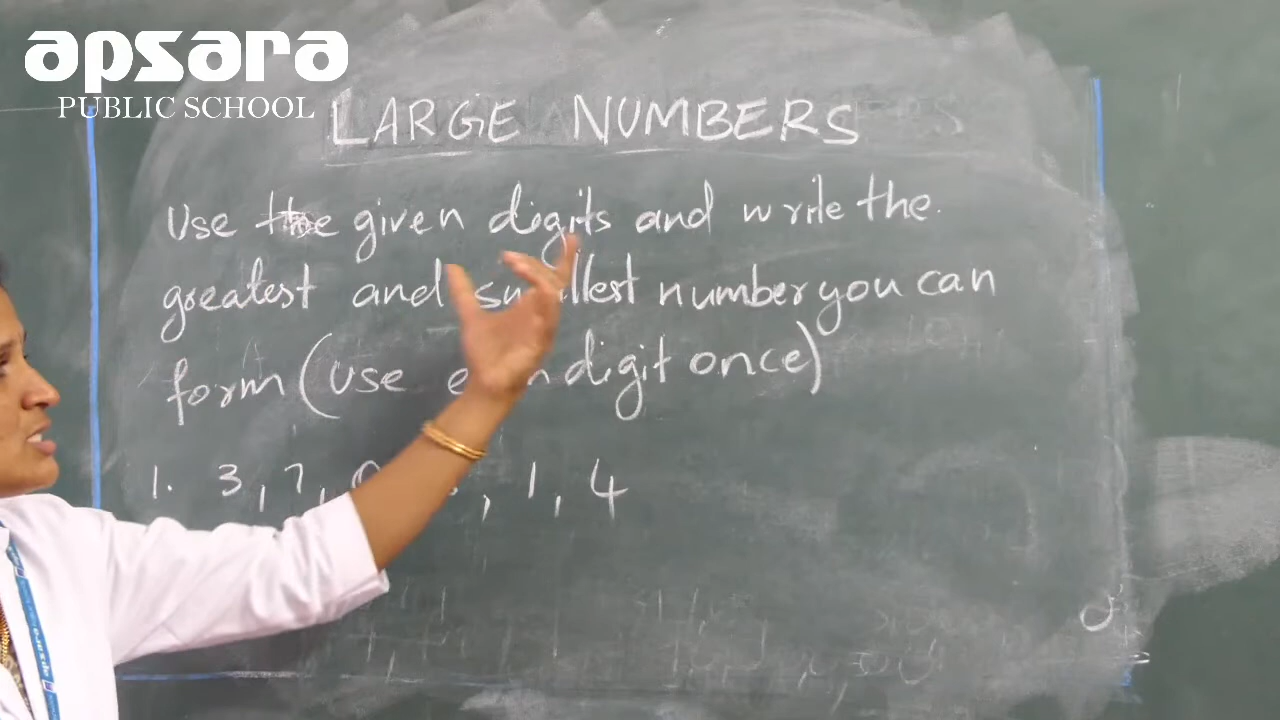 apsara
PUBLIC SCHOOL
LARGE NUMBERS
Use the given digits and write the.
greatest and smallest number you can
form (use each digit once)
1. 3, 7, , 1, 4